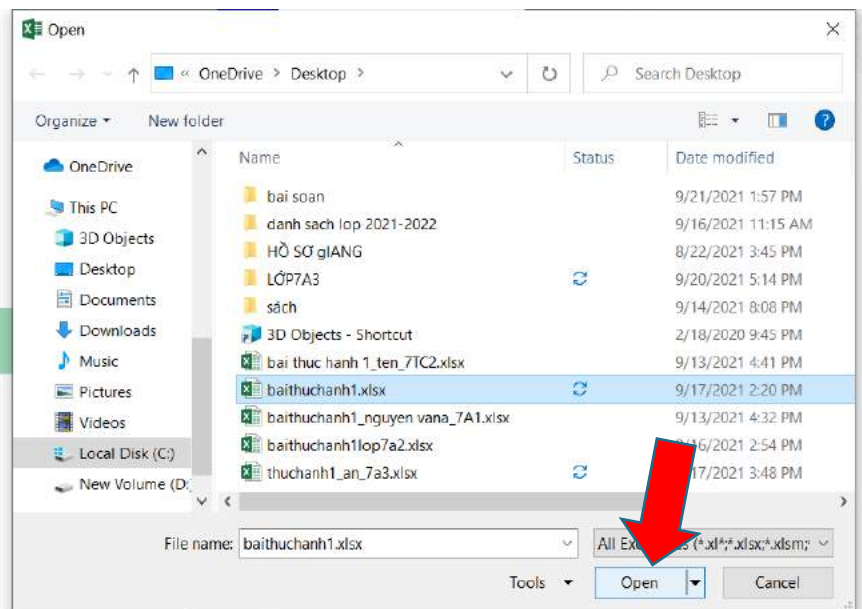 Open
« OneDrive > Desktop >
Search Desktop
Organize
New folder
Name Status Date modified
OneDrive
This PC
3D Objects
Desktop
Documents
Downloads
Music
Pictures
Videos
Local Disk (C:)
New Volume (D:
bai soan 9/21/2021 1:57 PM
danh sach lop 2021-2022 9/16/2021 11:15 AM
HỒ SƠ gIANG 8/22/2021 3:45 PM
LỚP7A3 9/20/2021 5:14 PM
sách 9/14/2021 8:08 PM
3D Objects - Shortcut 2/18/2020 9:45 PM
bai thuc hanh 1_ten_7TC2.xlsx 9/13/2021 4:41 PM
baithuchanh1.xlsx 9/17/2021 2:20 PM
baithuchanh1_nguyen vana_7A1.xlsx 9/13/2021 4:32 PM
baithuchanh1lop7a2.xlsx 2:54 PM
thuchanh1_an_7a3.xlsx 3:48 PM
File name: baithuchanh1.xlsx
All (*.xl*;*.xlsx;*.xlsm;
Tools Open Cancel